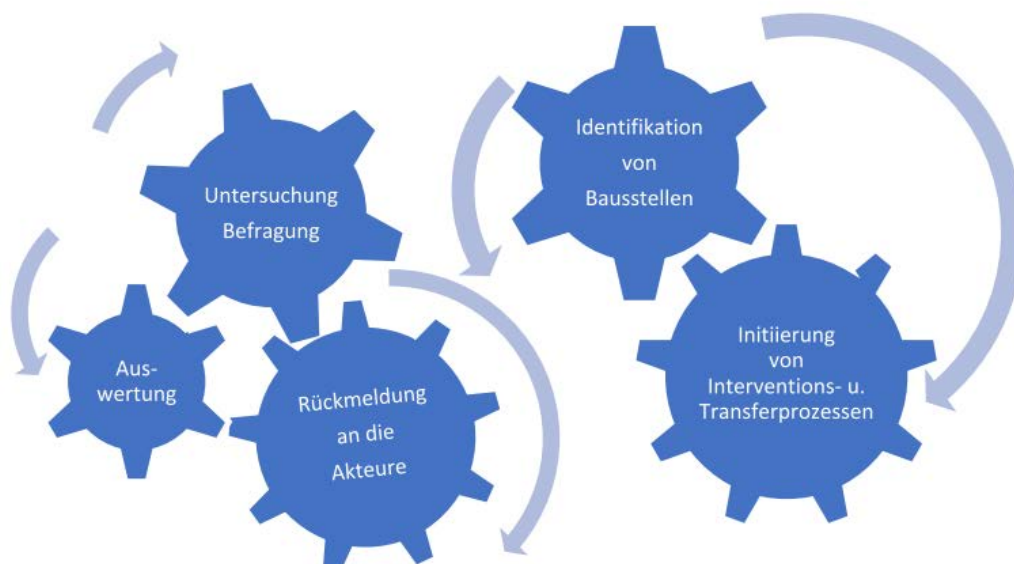 Untersuchung
Befragung
Aus-
wertung
Rückmeldung
an die
Akteure
Identifikation
von
Bausstellen
Initiierung
von
Interventions- u.
Transferprozessen